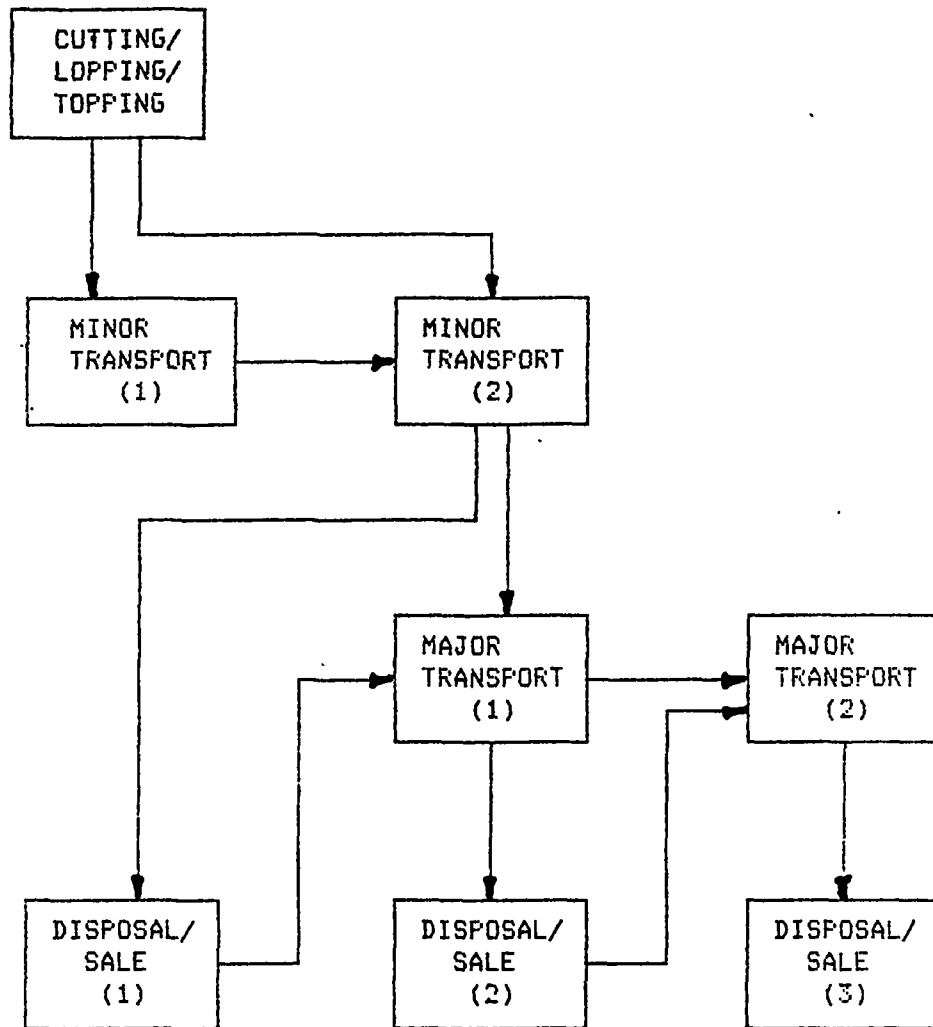 CUTTING/
LOPPING/
TOPPING
MINOR
TRANSPORT
(1)
MINOR
TRANSPORT
(2)
MAJOR
TRANSPORT
(1)
MAJOR
TRANSPORT
(2)
DISPOSAL/
SALE
(1)
DISPOSAL/
SALE
(2)
DISPOSAL/
SALE
(3)